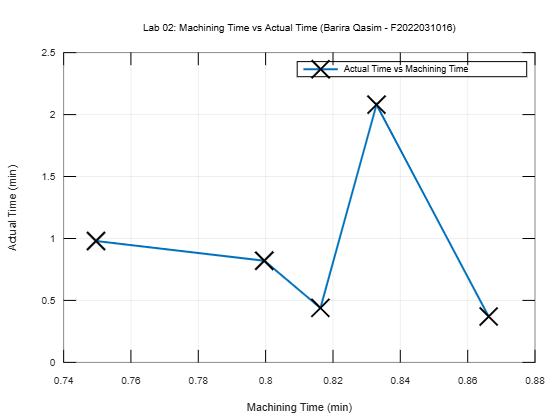 Lab 02: Machining Time vs Actual Time (Barira Qasim - F2022031016)
2.5
Actual Time vs Machining Time
2
1.5
1
0.5
0
Actual Time (min)
0.74 0.76 0.78 0.8 0.82 0.84 0.86 0.88
Machining Time (min)